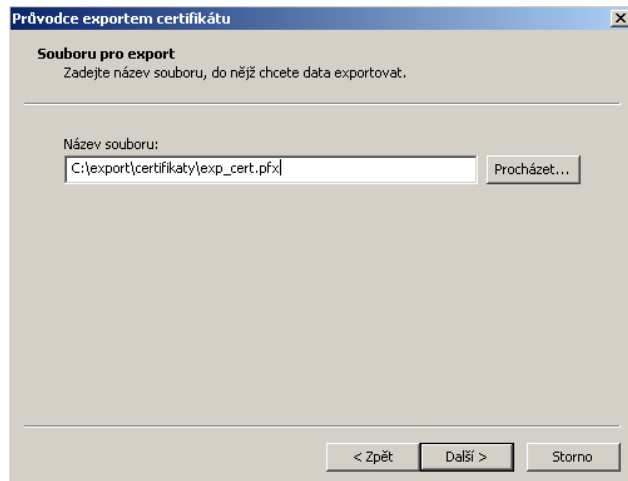 Průvodce exportem certifikátu
Souboru pro export
Zadejte název souboru, do nějž chcete data exportovat.
Název souboru:
C:\export\certifikaty\exp_cert.pfx
Procházet...
< Zpět
Další >
Storno